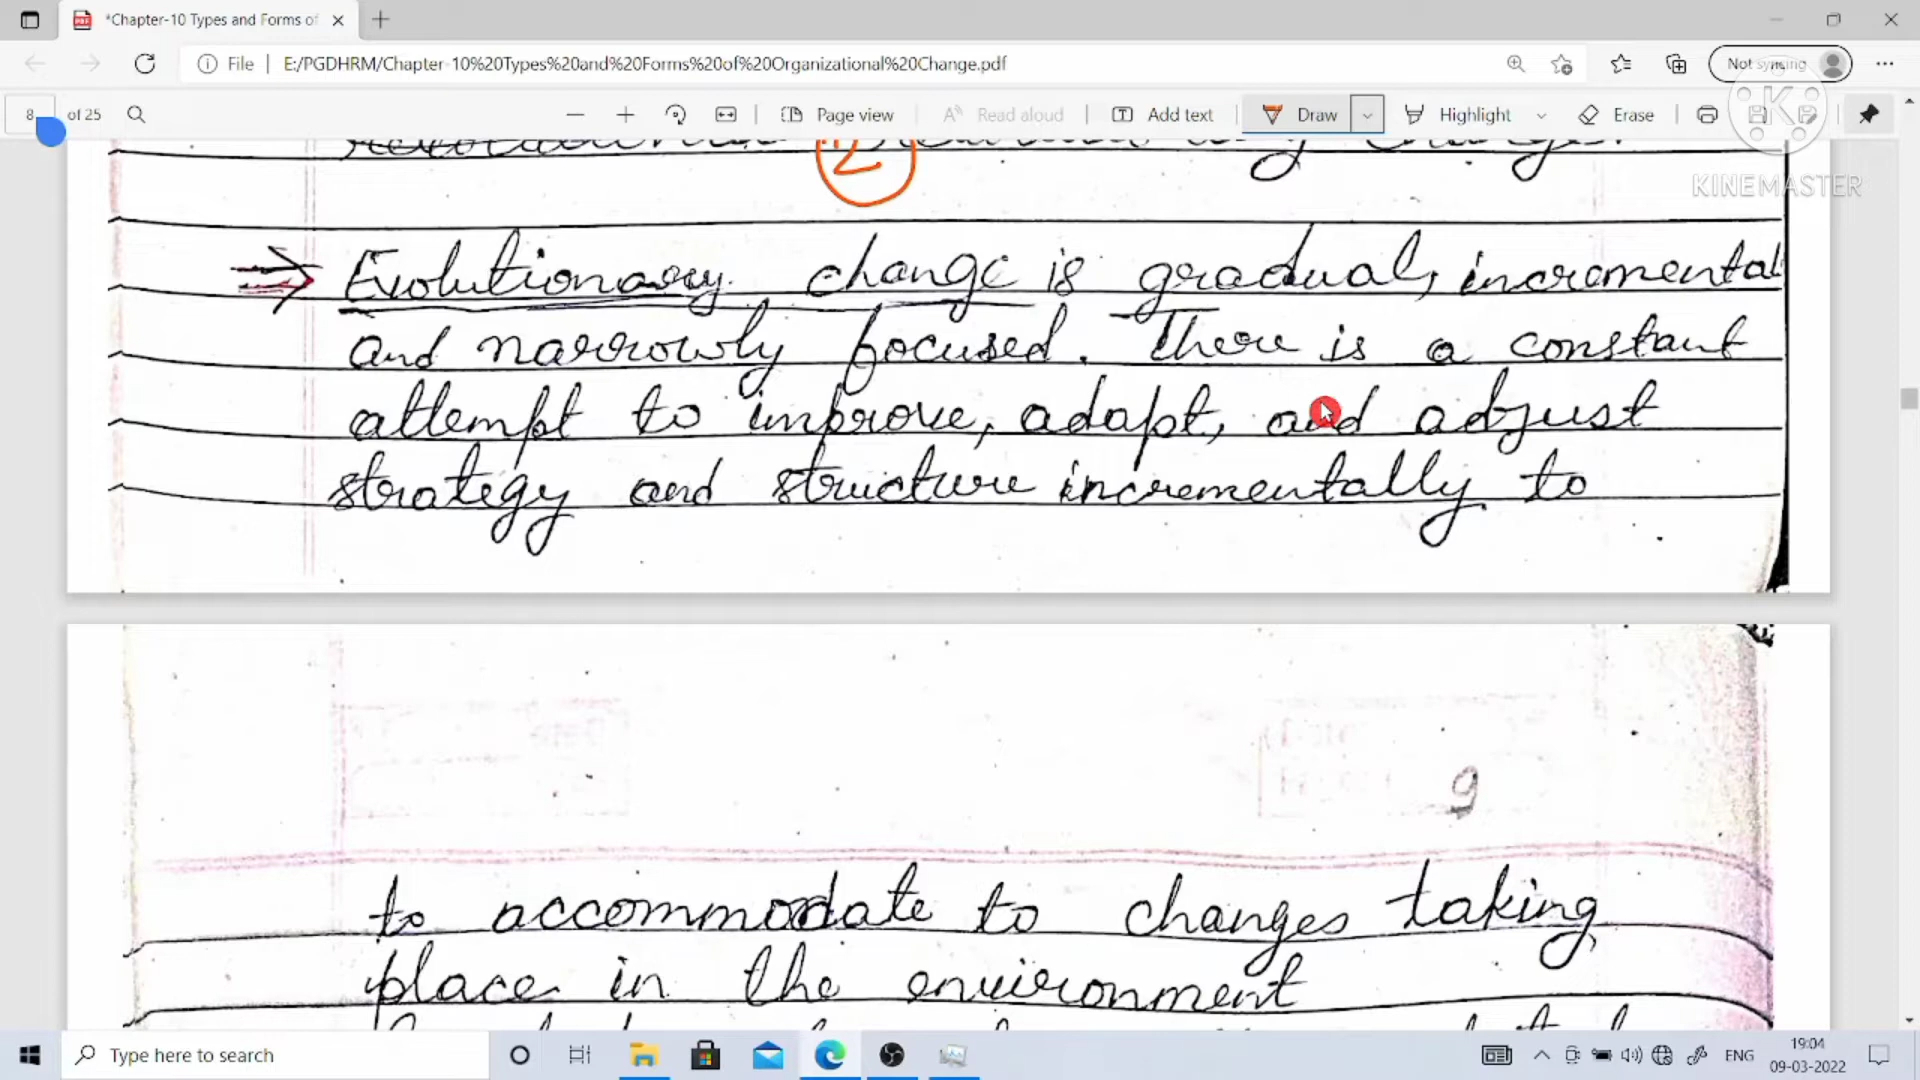 *Chapter-10 Types and Forms of
File E:/PGDHRM/Chapter-10%20Types%20and%20Forms%20of%20Organizational%20Change.pdf
Not syncing
8 of 25 Page view Read aloud Add text Draw Highlight Erase
KINEMASTER
2
⇒ Evolutionary change is gradual, incremental
and narrowly focused. There is a constant
attempt to improve, adapt, and adjust
strategy and structure incrementally to
9
to accommodate to changes taking
place in the environment
Type here to search
ENG
19:04
09-03-2022